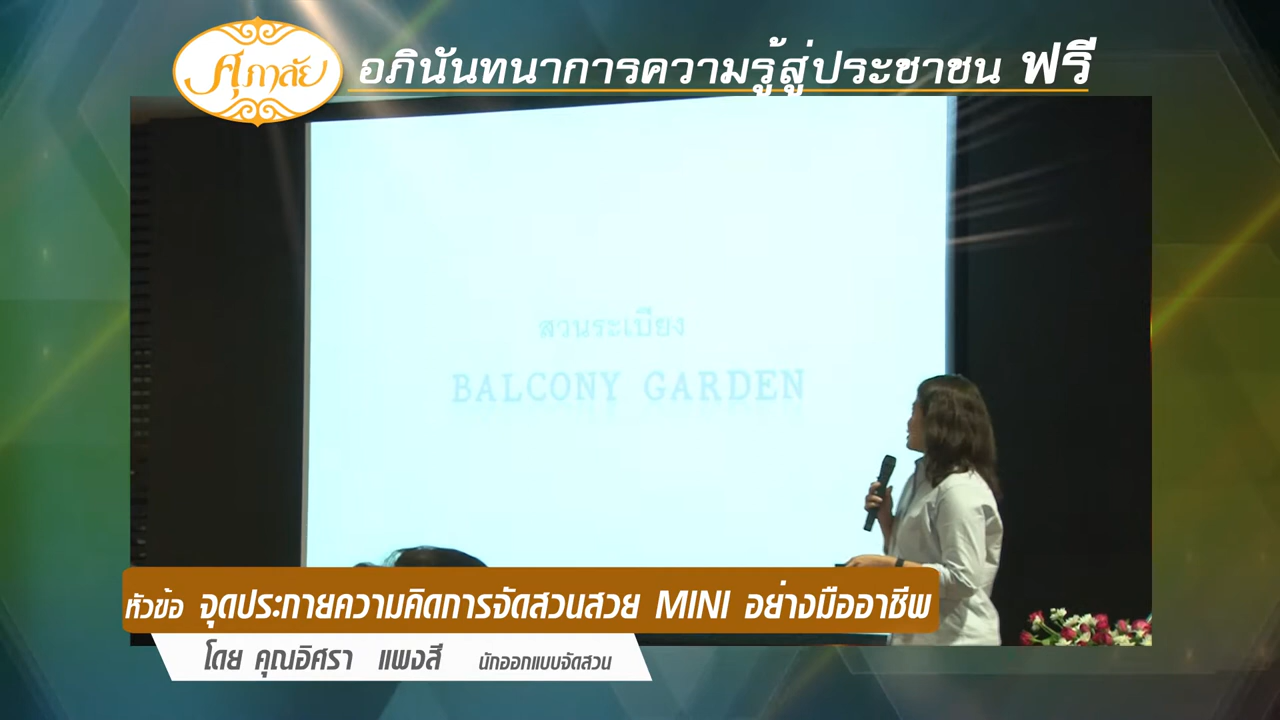 ศุภาลัย
อภินันทนาการความรู้สู่ประชาชน ฟรี
สวนระเบียง
BALCONY GARDEN
หัวข้อ จุดประกายความคิดการจัดสวนสวย MINI อย่างมืออาชีพ
โดย คุณอิศรา แพงสี นักออกแบบจัดสวน